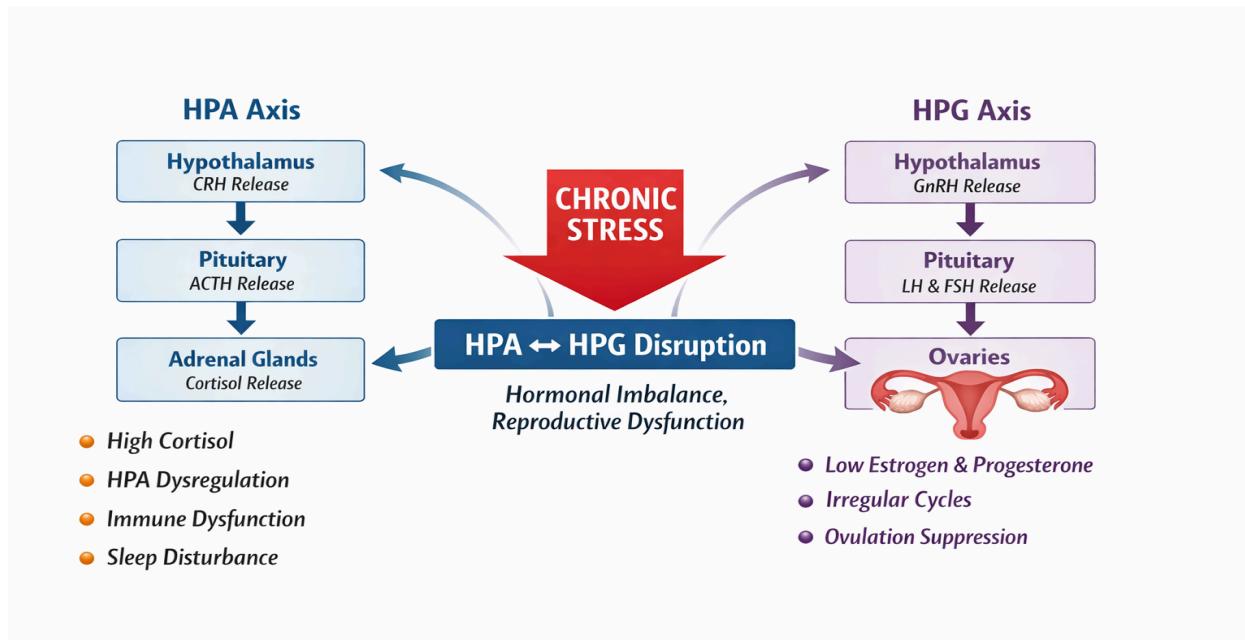 HPA Axis
Hypothalamus
CRH Release
Pituitary
ACTH Release
Adrenal Glands
Cortisol Release
High Cortisol
HPA Dysregulation
Immune Dysfunction
Sleep Disturbance
CHRONIC
STRESS
HPA ↔ HPG Disruption
Hormonal Imbalance,
Reproductive Dysfunction
HPG Axis
Hypothalamus
GnRH Release
Pituitary
LH & FSH Release
Ovaries
Low Estrogen & Progesterone
Irregular Cycles
Ovulation Suppression